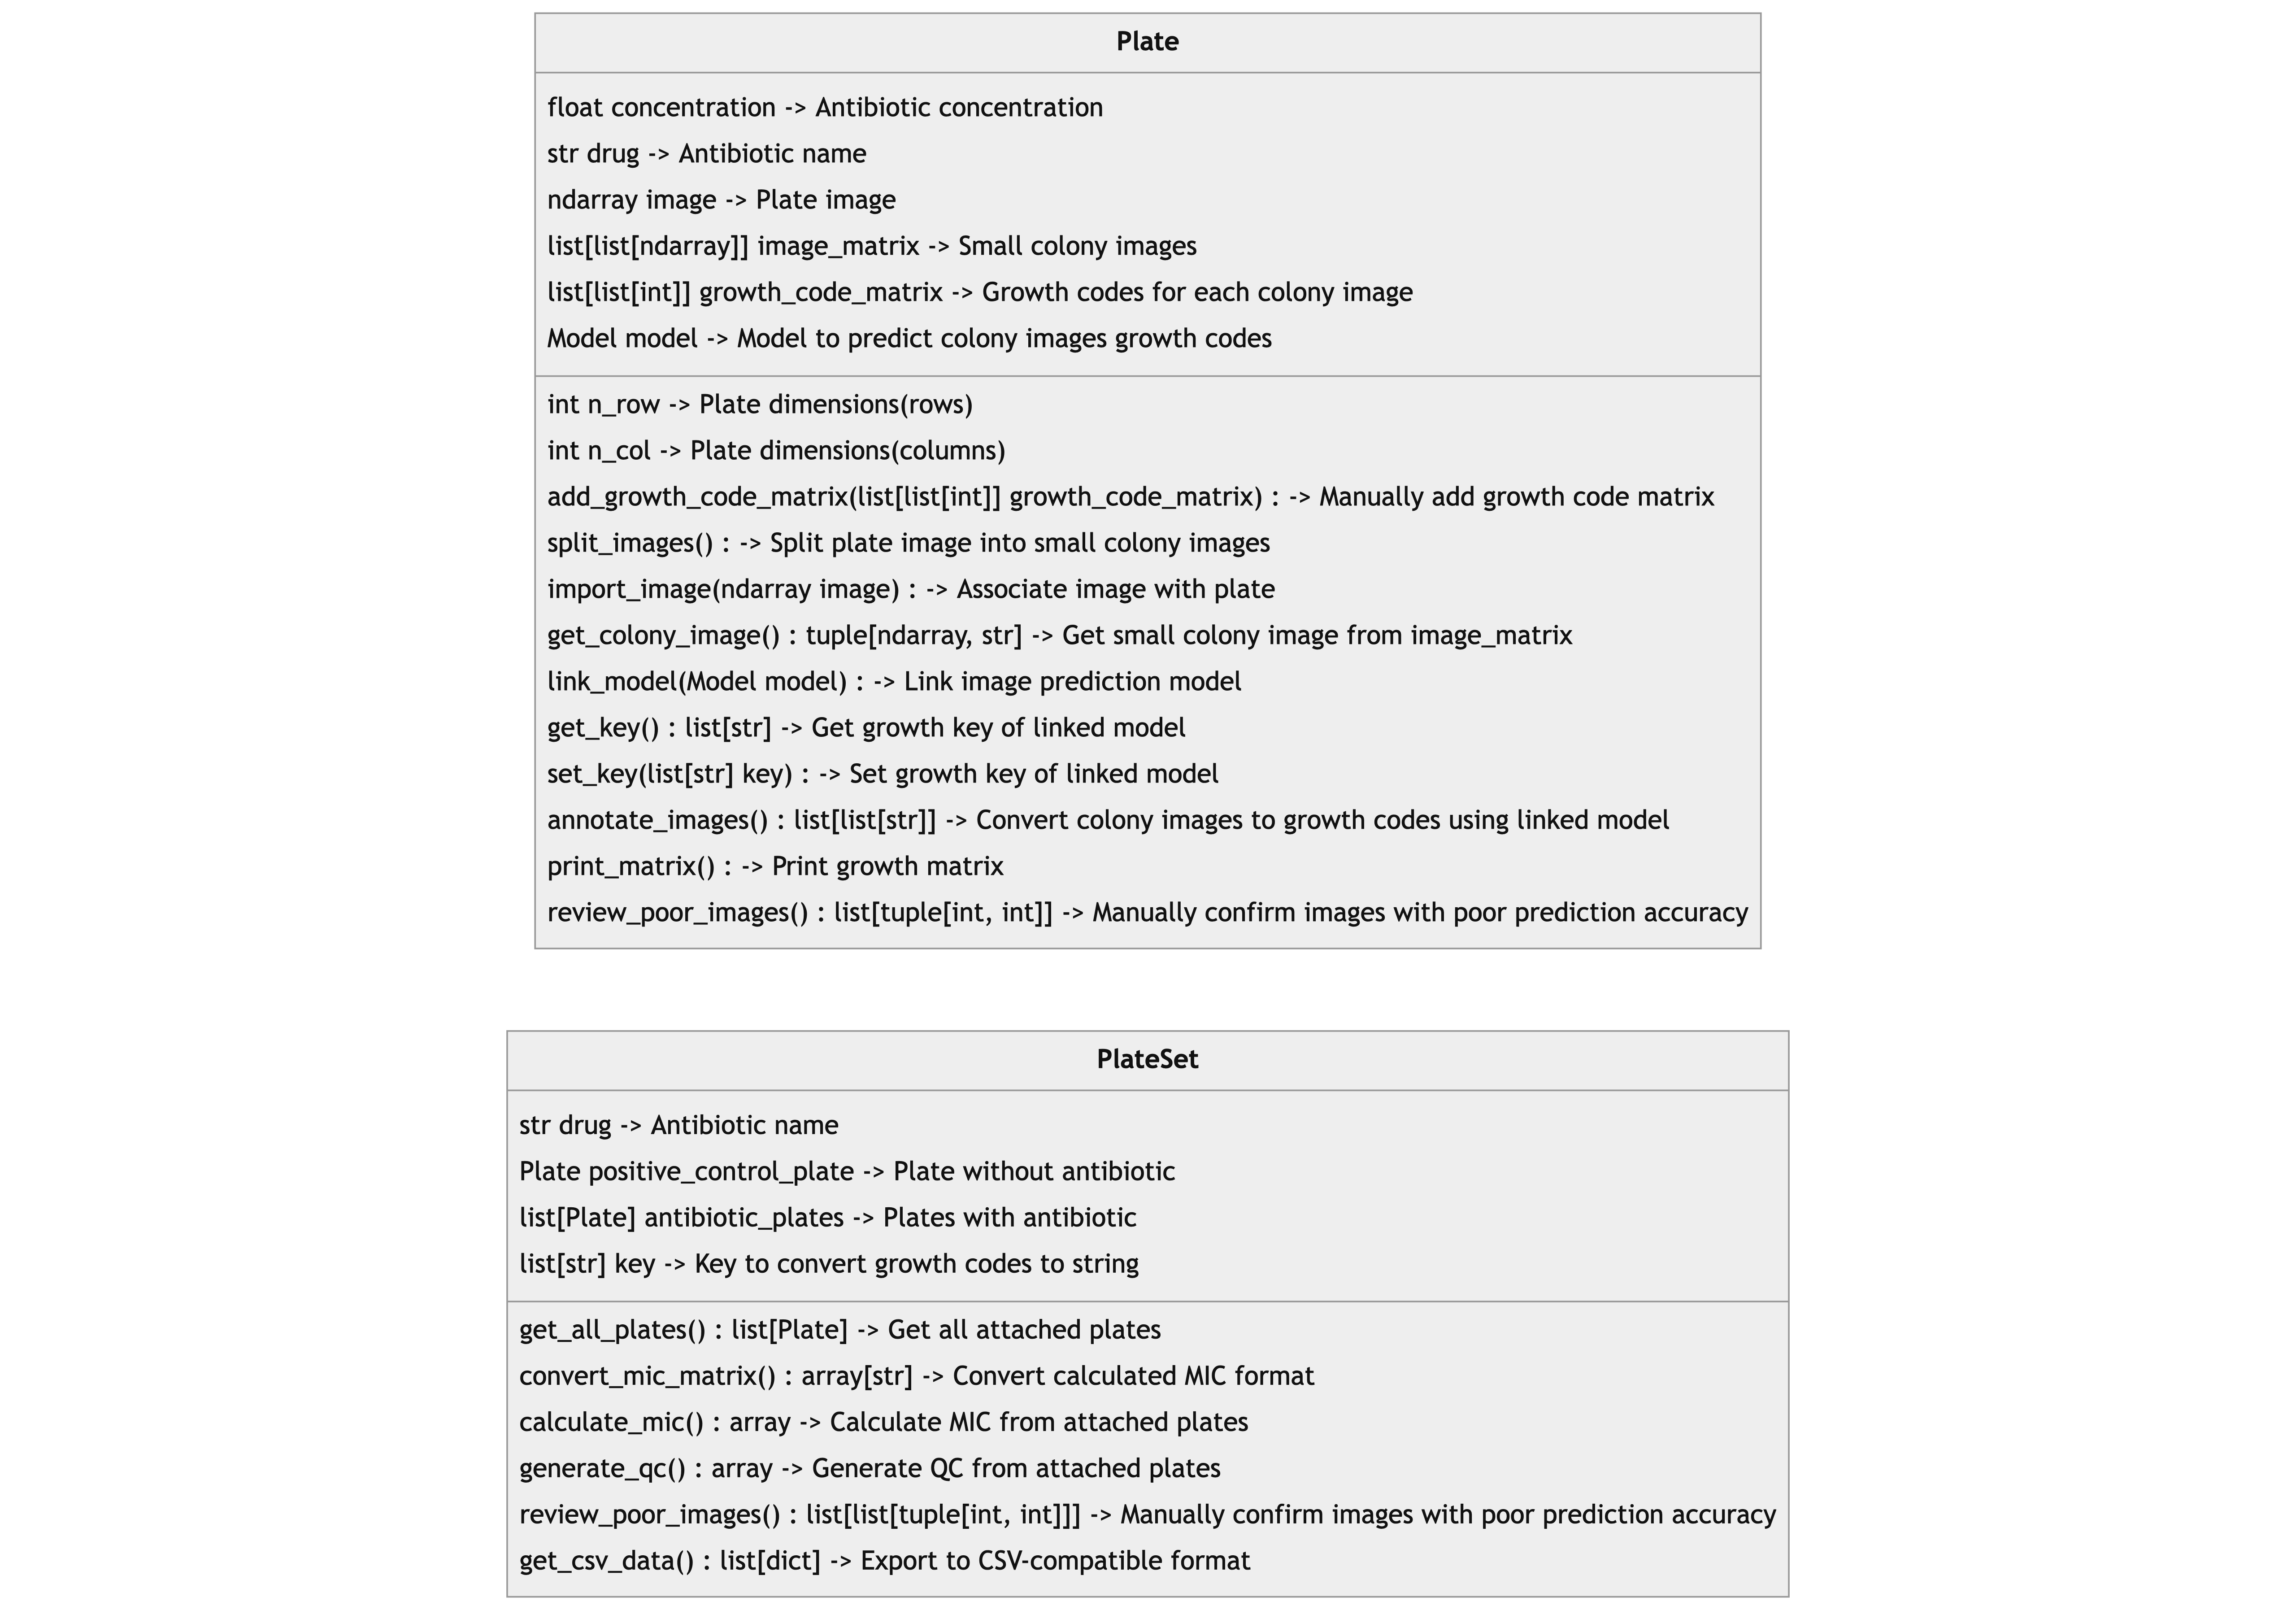 Plate
float concentration -> Antibiotic concentration
str drug -> Antibiotic name
ndarray image -> Plate image
list[list[ndarray]] image_matrix -> Small colony images
list[list[int]] growth_code_matrix -> Growth codes for each colony image
Model model -> Model to predict colony images growth codes
int n_row -> Plate dimensions(rows)
int n_col -> Plate dimensions(columns)
add_growth_code_matrix(list[list[int]] growth_code_matrix) : -> Manually add growth code matrix
split_images() : -> Split plate image into small colony images
import_image(ndarray image) : -> Associate image with plate
get_colony_image() : tuple[ndarray, str] -> Get small colony image from image_matrix
link_model(Model model) : -> Link image prediction model
get_key() : list[str] -> Get growth key of linked model
set_key(list[str] key) : -> Set growth key of linked model
annotate_images() : list[list[str]] -> Convert colony images to growth codes using linked model
print_matrix() : -> Print growth matrix
review_poor_images() : list[tuple[int, int]] -> Manually confirm images with poor prediction accuracy
PlateSet
str drug -> Antibiotic name
Plate positive_control_plate -> Plate without antibiotic
list[Plate] antibiotic_plates -> Plates with antibiotic
list[str] key -> Key to convert growth codes to string
get_all_plates() : list[Plate] -> Get all attached plates
convert_mic_matrix() : array[str] -> Convert calculated MIC format
calculate_mic() : array -> Calculate MIC from attached plates
generate_qc() : array -> Generate QC from attached plates
review_poor_images() : list[list[tuple[int, int]]] -> Manually confirm images with poor prediction accuracy
get_csv_data() : list[dict] -> Export to CSV-compatible format